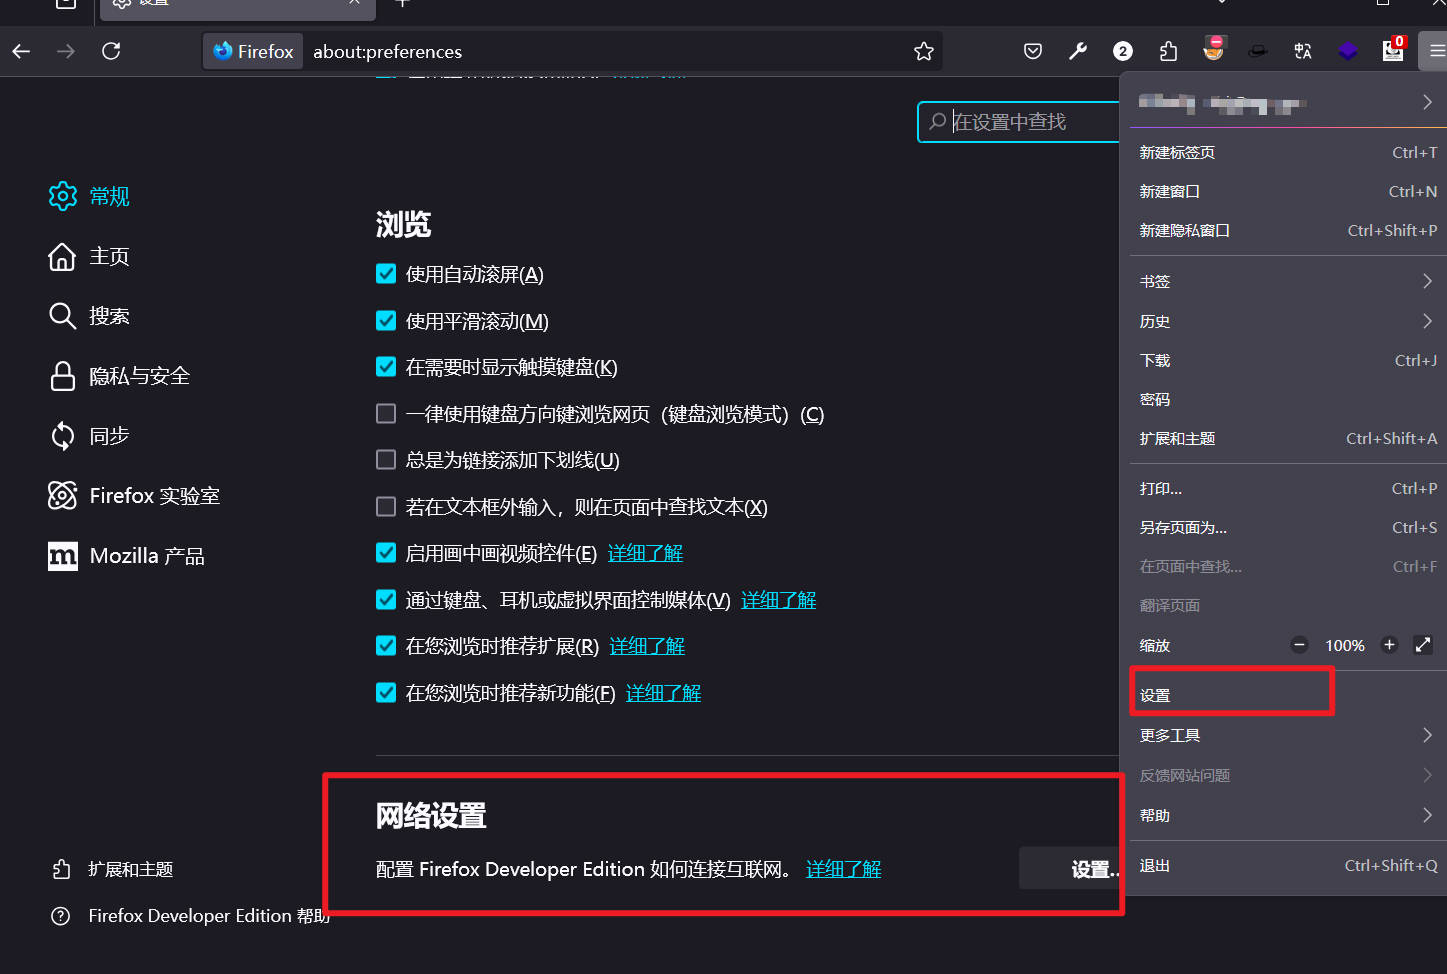 设置
Firefox
about:preferences
2
0
在设置中查找
常规
主页
搜索
隐私与安全
同步
Firefox 实验室
Mozilla 产品
扩展和主题
Firefox Developer Edition 帮助
浏览
使用自动滚屏(A)
使用平滑滚动(M)
在需要时显示触摸键盘(K)
一律使用键盘方向键浏览网页（键盘浏览模式）(C)
总是为链接添加下划线(U)
若在文本框外输入，则在页面中查找文本(X)
启用画中画视频控件(E) 详细了解
通过键盘、耳机或虚拟界面控制媒体(V) 详细了解
在您浏览时推荐扩展(R) 详细了解
在您浏览时推荐新功能(F) 详细了解
网络设置
配置 Firefox Developer Edition 如何连接互联网。 详细了解 设置..
新建标签页 Ctrl+T
新建窗口 Ctrl+N
新建隐私窗口 Ctrl+Shift+P
书签
历史
下载 Ctrl+J
密码
扩展和主题 Ctrl+Shift+A
打印... Ctrl+P
另存页面为... Ctrl+S
在页面中查找... Ctrl+F
翻译页面
缩放 100%
设置
更多工具
反馈网站问题
帮助
退出 Ctrl+Shift+Q